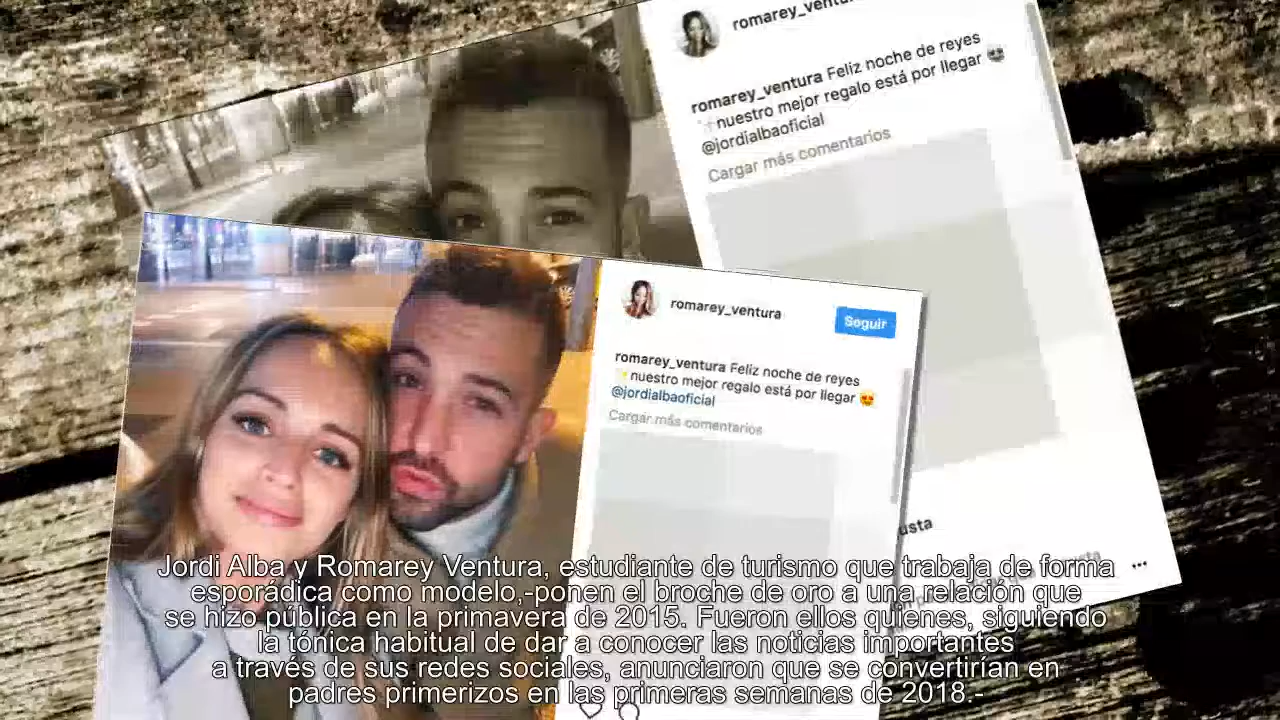 romarey_ventura
romarey_ventura Feliz noche de reyes
nuestro mejor regalo está por llegar
@jordialbaoficial
Cargar más comentarios
romarey_ventura
Seguir
romarey_ventura Feliz noche de reyes
nuestro mejor regalo está por llegar
@jordialbaoficial
Cargar más comentarios
usta
Jordi Alba y Romarey Ventura, estudiante de turismo que trabaja de forma
esporádica como modelo,-ponen el broche de oro a una relación que
se hizo pública en la primavera de 2015. Fueron ellos quienes, siguiendo
la tónica habitual de dar a conocer las noticias importantes
a través de sus redes sociales, anunciaron que se convertirían en
padres primerizos en las primeras semanas de 2018.-